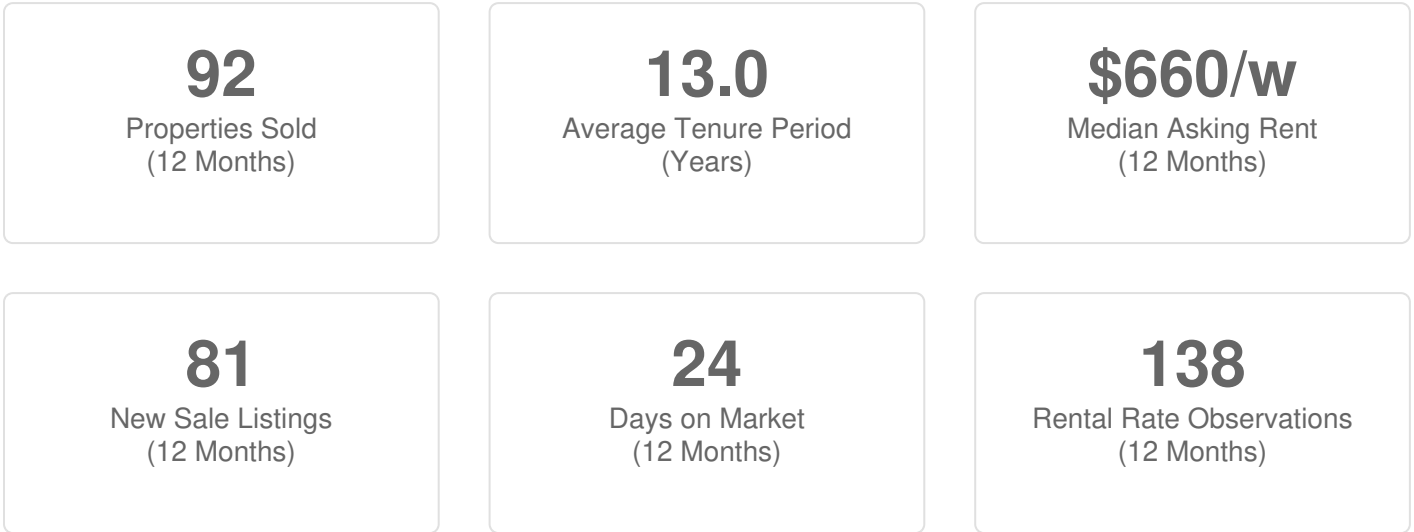 92
Properties Sold
(12 Months)
13.0
Average Tenure Period
(Years)
$660/w
Median Asking Rent
(12 Months)
81
New Sale Listings
(12 Months)
24
Days on Market
(12 Months)
138
Rental Rate Observations
(12 Months)